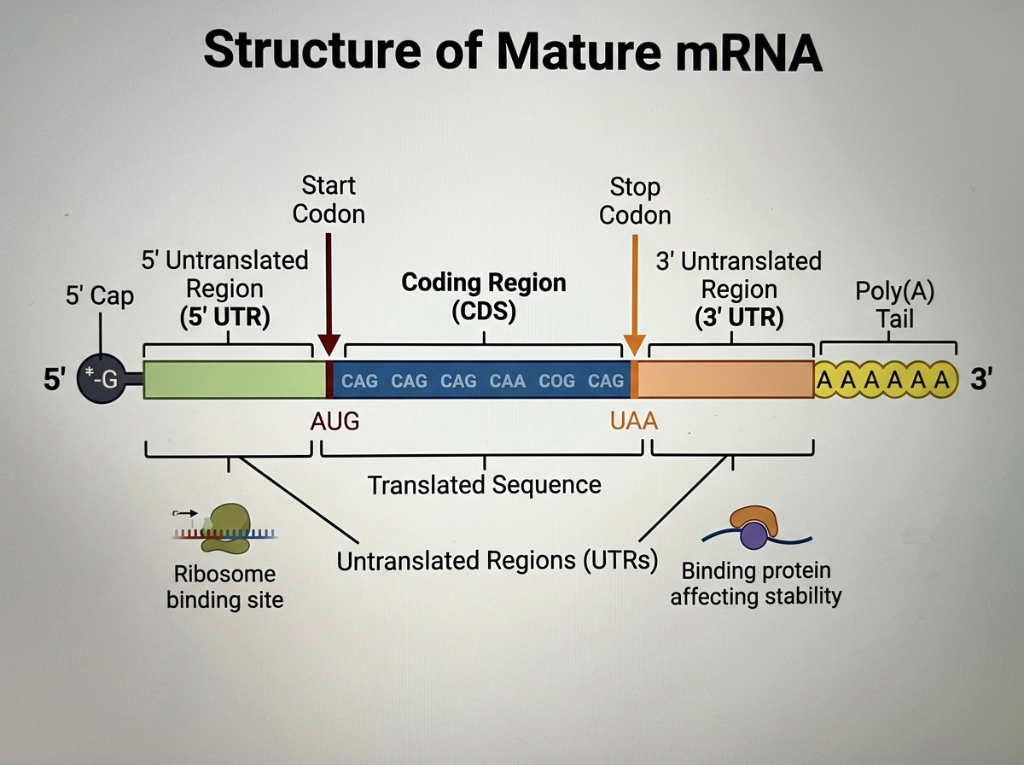 Structure of Mature mRNA
Start
Codon
Stop
Codon
5' Untranslated
Region
(5' UTR)
Coding Region
(CDS)
3' Untranslated
Region
(3' UTR)
5' Cap
Poly(A)
Tail
5'
*-G
CAG CAG CAG CAA COG CAG
A A A A A A
3'
AUG
UAA
Translated Sequence
Untranslated Regions (UTRs)
Ribosome
binding site
Binding protein
affecting stability